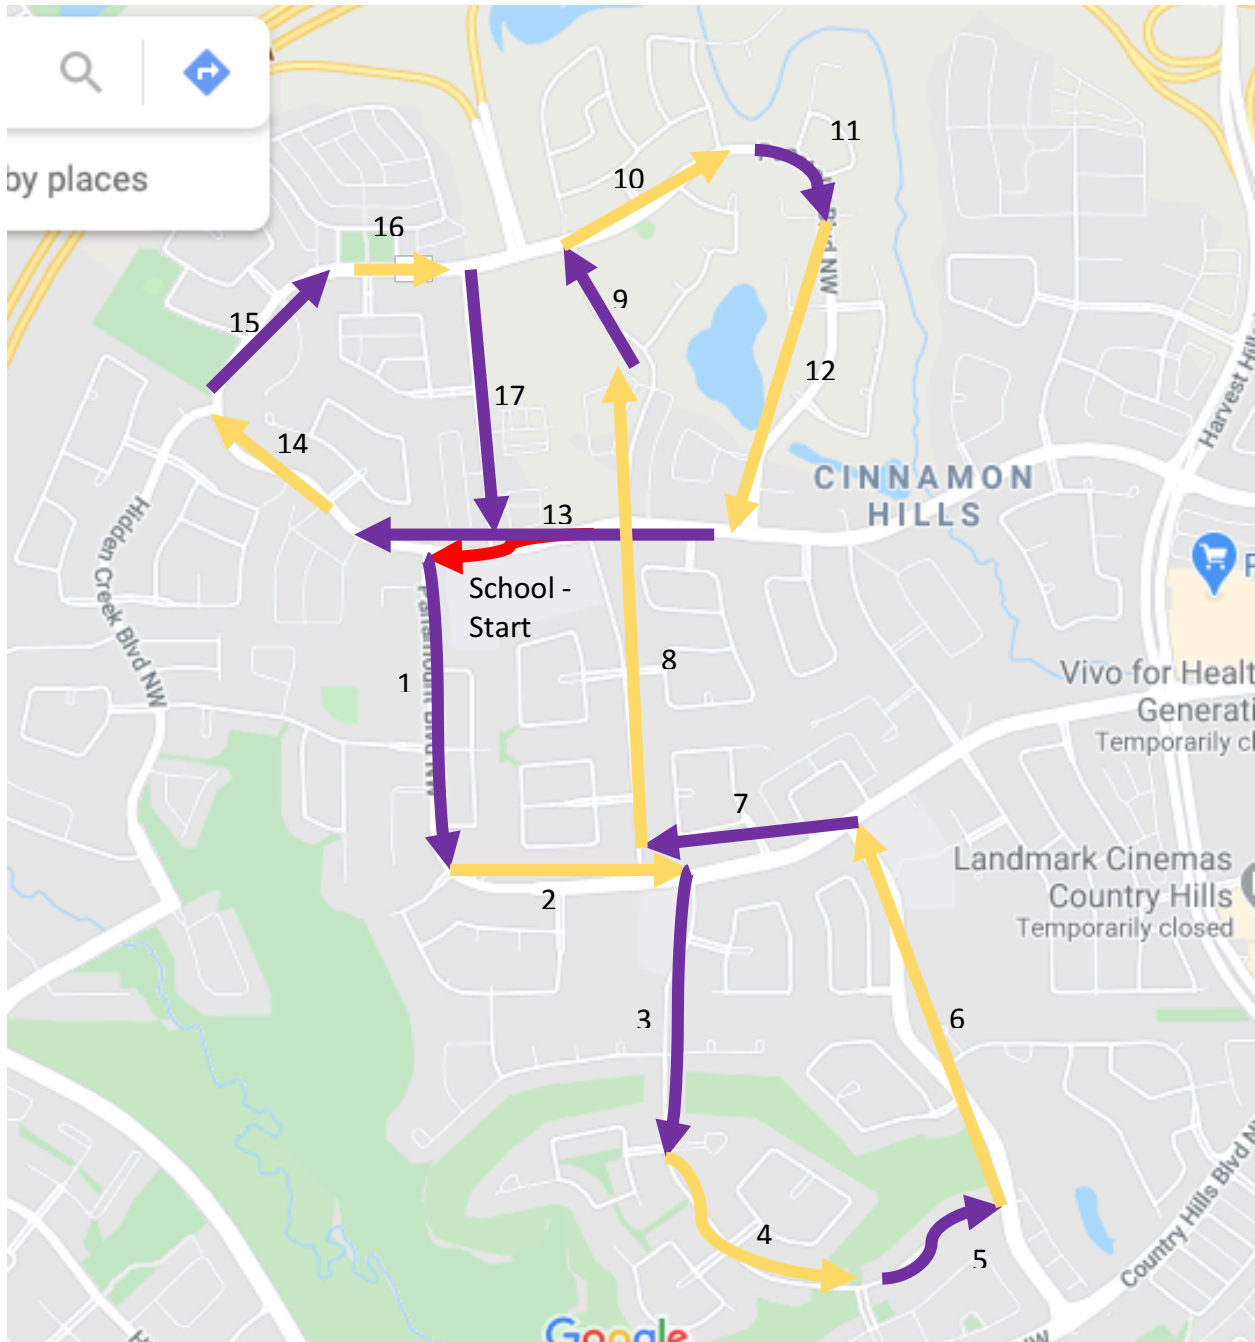 by places
11
10
16
9
15
12
17
14
CINNAMON
HILLS
13
Harvest Hill
Hidden Creek Blvd NW
School -
Start
8
1
Vivo for Healt
Generati
Temporarily cl
7
Landmark Cinemas
Country Hills
Temporarily closed
2
3
6
4
5
Country Hills Blvd N
Google